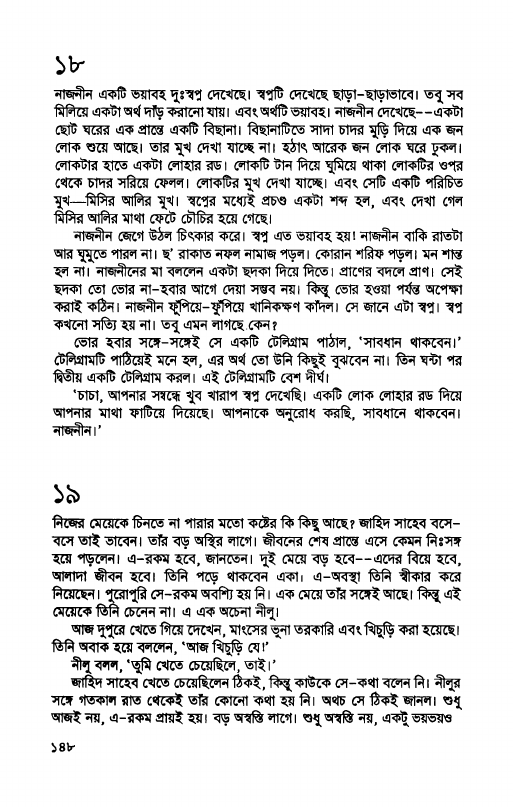 ১৮
নাজনীন একটি ভয়াবহ দুঃস্বপ্ন দেখেছে। স্বপ্নটি দেখেছে ছাড়া-ছাড়াভাবে। তবু সব
মিলিয়ে একটা অর্থ দাঁড় করানো যায়। এবং অর্থটি ভয়াবহ। নাজনীন দেখেছে--একটা
ছোট ঘরের এক প্রান্তে একটি বিছানা। বিছানাটিতে সাদা চাদর মুড়ি দিয়ে এক জন
লোক শুয়ে আছে। তার মুখ দেখা যাচ্ছে না। হঠাৎ আরেক জন লোক ঘরে ঢুকল।
লোকটার হাতে একটা লোহার রড। লোকটি টান দিয়ে ঘুমিয়ে থাকা লোকটির ওপর
থেকে চাদর সরিয়ে ফেলল। লোকটির মুখ দেখা যাচ্ছে। এবং সেটি একটি পরিচিত
মুখ—মিসির আলির মুখ। স্বপ্নের মধ্যেই প্রচণ্ড একটা শব্দ হল, এবং দেখা গেল
মিসির আলির মাথা ফেটে চৌচির হয়ে গেছে।
নাজনীন জেগে উঠল চিৎকার করে। স্বপ্ন এত ভয়াবহ হয়! নাজনীন বাকি রাতটা
আর ঘুমুতে পারল না। ছ' রাকাত নফল নামাজ পড়ল। কোরান শরিফ পড়ল। মন শান্ত
হল না। নাজনীনের মা বললেন একটা ছদকা দিয়ে দিতে। প্রাণের বদলে প্রাণ। সেই
ছদকা তো ভোর না-হবার আগে দেয়া সম্ভব নয়। কিন্তু ভোর হওয়া পর্যন্ত অপেক্ষা
করাই কঠিন। নাজনীন ফুঁপিয়ে-ফুঁপিয়ে খানিকক্ষণ কাঁদল। সে জানে এটা স্বপ্ন। স্বপ্ন
কখনো সত্যি হয় না। তবু এমন লাগছে কেন?
ভোর হবার সঙ্গে-সঙ্গেই সে একটি টেলিগ্রাম পাঠাল, 'সাবধান থাকবেন।'
টেলিগ্রামটি পাঠিয়েই মনে হল, এর অর্থ তো উনি কিছুই বুঝবেন না। তিন ঘন্টা পর
দ্বিতীয় একটি টেলিগ্রাম করল। এই টেলিগ্রামটি বেশ দীর্ঘ।
'চাচা, আপনার সম্বন্ধে খুব খারাপ স্বপ্ন দেখেছি। একটি লোক লোহার রড দিয়ে
আপনার মাথা ফাটিয়ে দিয়েছে। আপনাকে অনুরোধ করছি, সাবধানে থাকবেন।
নাজনীন।'
১৯
নিজের মেয়েকে চিনতে না পারার মতো কষ্টের কি কিছু আছে? জাহিদ সাহেব বসে-
বসে তাই ভাবেন। তাঁর বড় অস্থির লাগে। জীবনের শেষ প্রান্তে এসে কেমন নিঃসঙ্গ
হয়ে পড়লেন। এ-রকম হবে, জানতেন। দুই মেয়ে বড় হবে--এদের বিয়ে হবে,
আলাদা জীবন হবে। তিনি পড়ে থাকবেন একা। এ-অবস্থা তিনি স্বীকার করে
নিয়েছেন। পুরোপুরি সে-রকম অবশ্যি হয় নি। এক মেয়ে তাঁর সঙ্গেই আছে। কিন্তু এই
মেয়েকে তিনি চেনেন না। এ এক অচেনা নীলু।
আজ দুপুরে খেতে গিয়ে দেখেন, মাংসের ভুনা তরকারি এবং খিচুড়ি করা হয়েছে।
তিনি অবাক হয়ে বললেন, 'আজ খিচুড়ি যে!'
নীলু বলল, 'তুমি খেতে চেয়েছিলে, তাই।'
জাহিদ সাহেব খেতে চেয়েছিলেন ঠিকই, কিন্তু কাউকে সে-কথা বলেন নি। নীলুর
সঙ্গে গতকাল রাত থেকেই তাঁর কোনো কথা হয় নি। অথচ সে ঠিকই জানল। শুধু
আজই নয়, এ-রকম প্রায়ই হয়। বড় অস্বস্তি লাগে। শুধু অস্বস্তি নয়, একটু ভয়ভয়ও
১৪৮